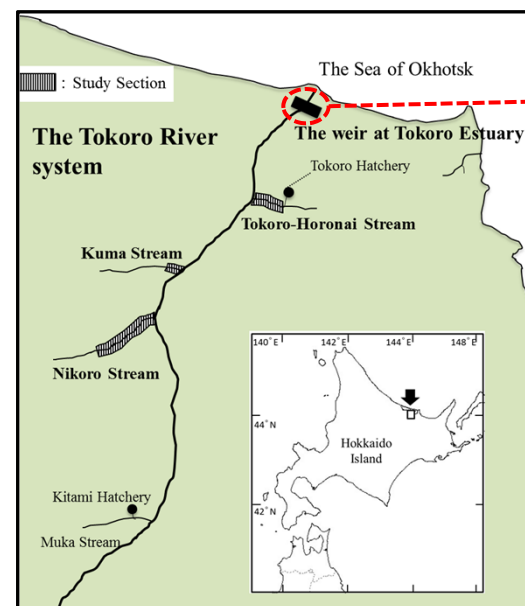 : Study Section
The Sea of Okhotsk
The Tokoro River
system
The weir at Tokoro Estuary
Tokoro Hatchery
Tokoro-Horonai Stream
Kuma Stream
Nikoro Stream
Kitami Hatchery
Muka Stream
140°E 142°E 144°E 148°E
44°N
42°N
Hokkaido
Island